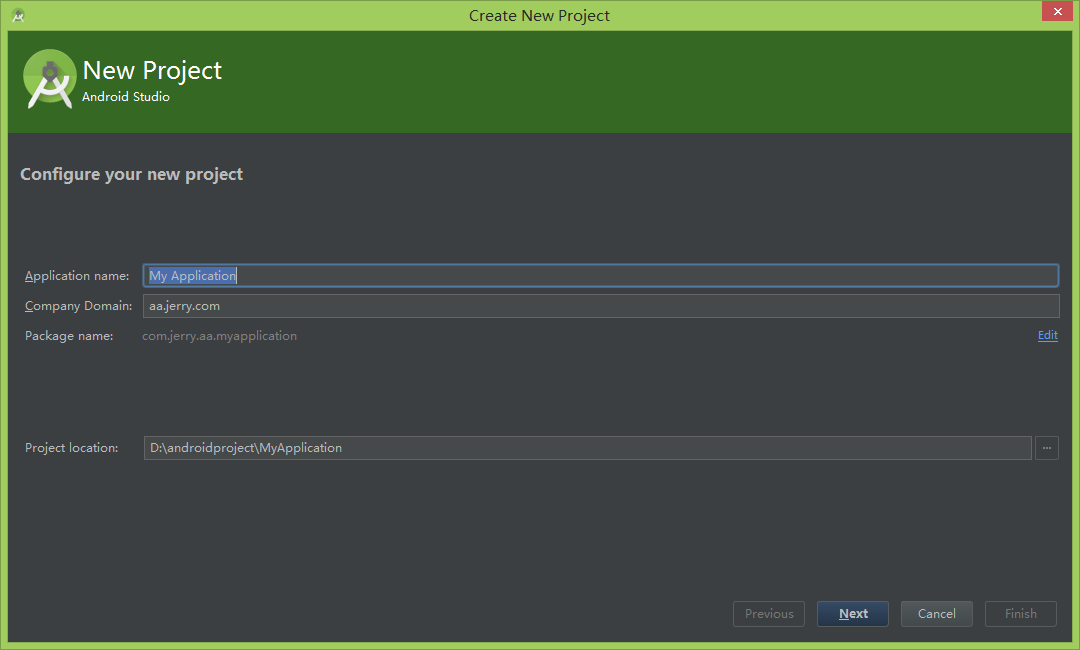 Create New Project
New Project
Android Studio
Configure your new project
Application name: My Application
Company Domain: aa.jerry.com
Package name: com.jerry.aa.myapplication Edit
Project location: D:\androidproject\MyApplication ...
Previous Next Cancel Finish